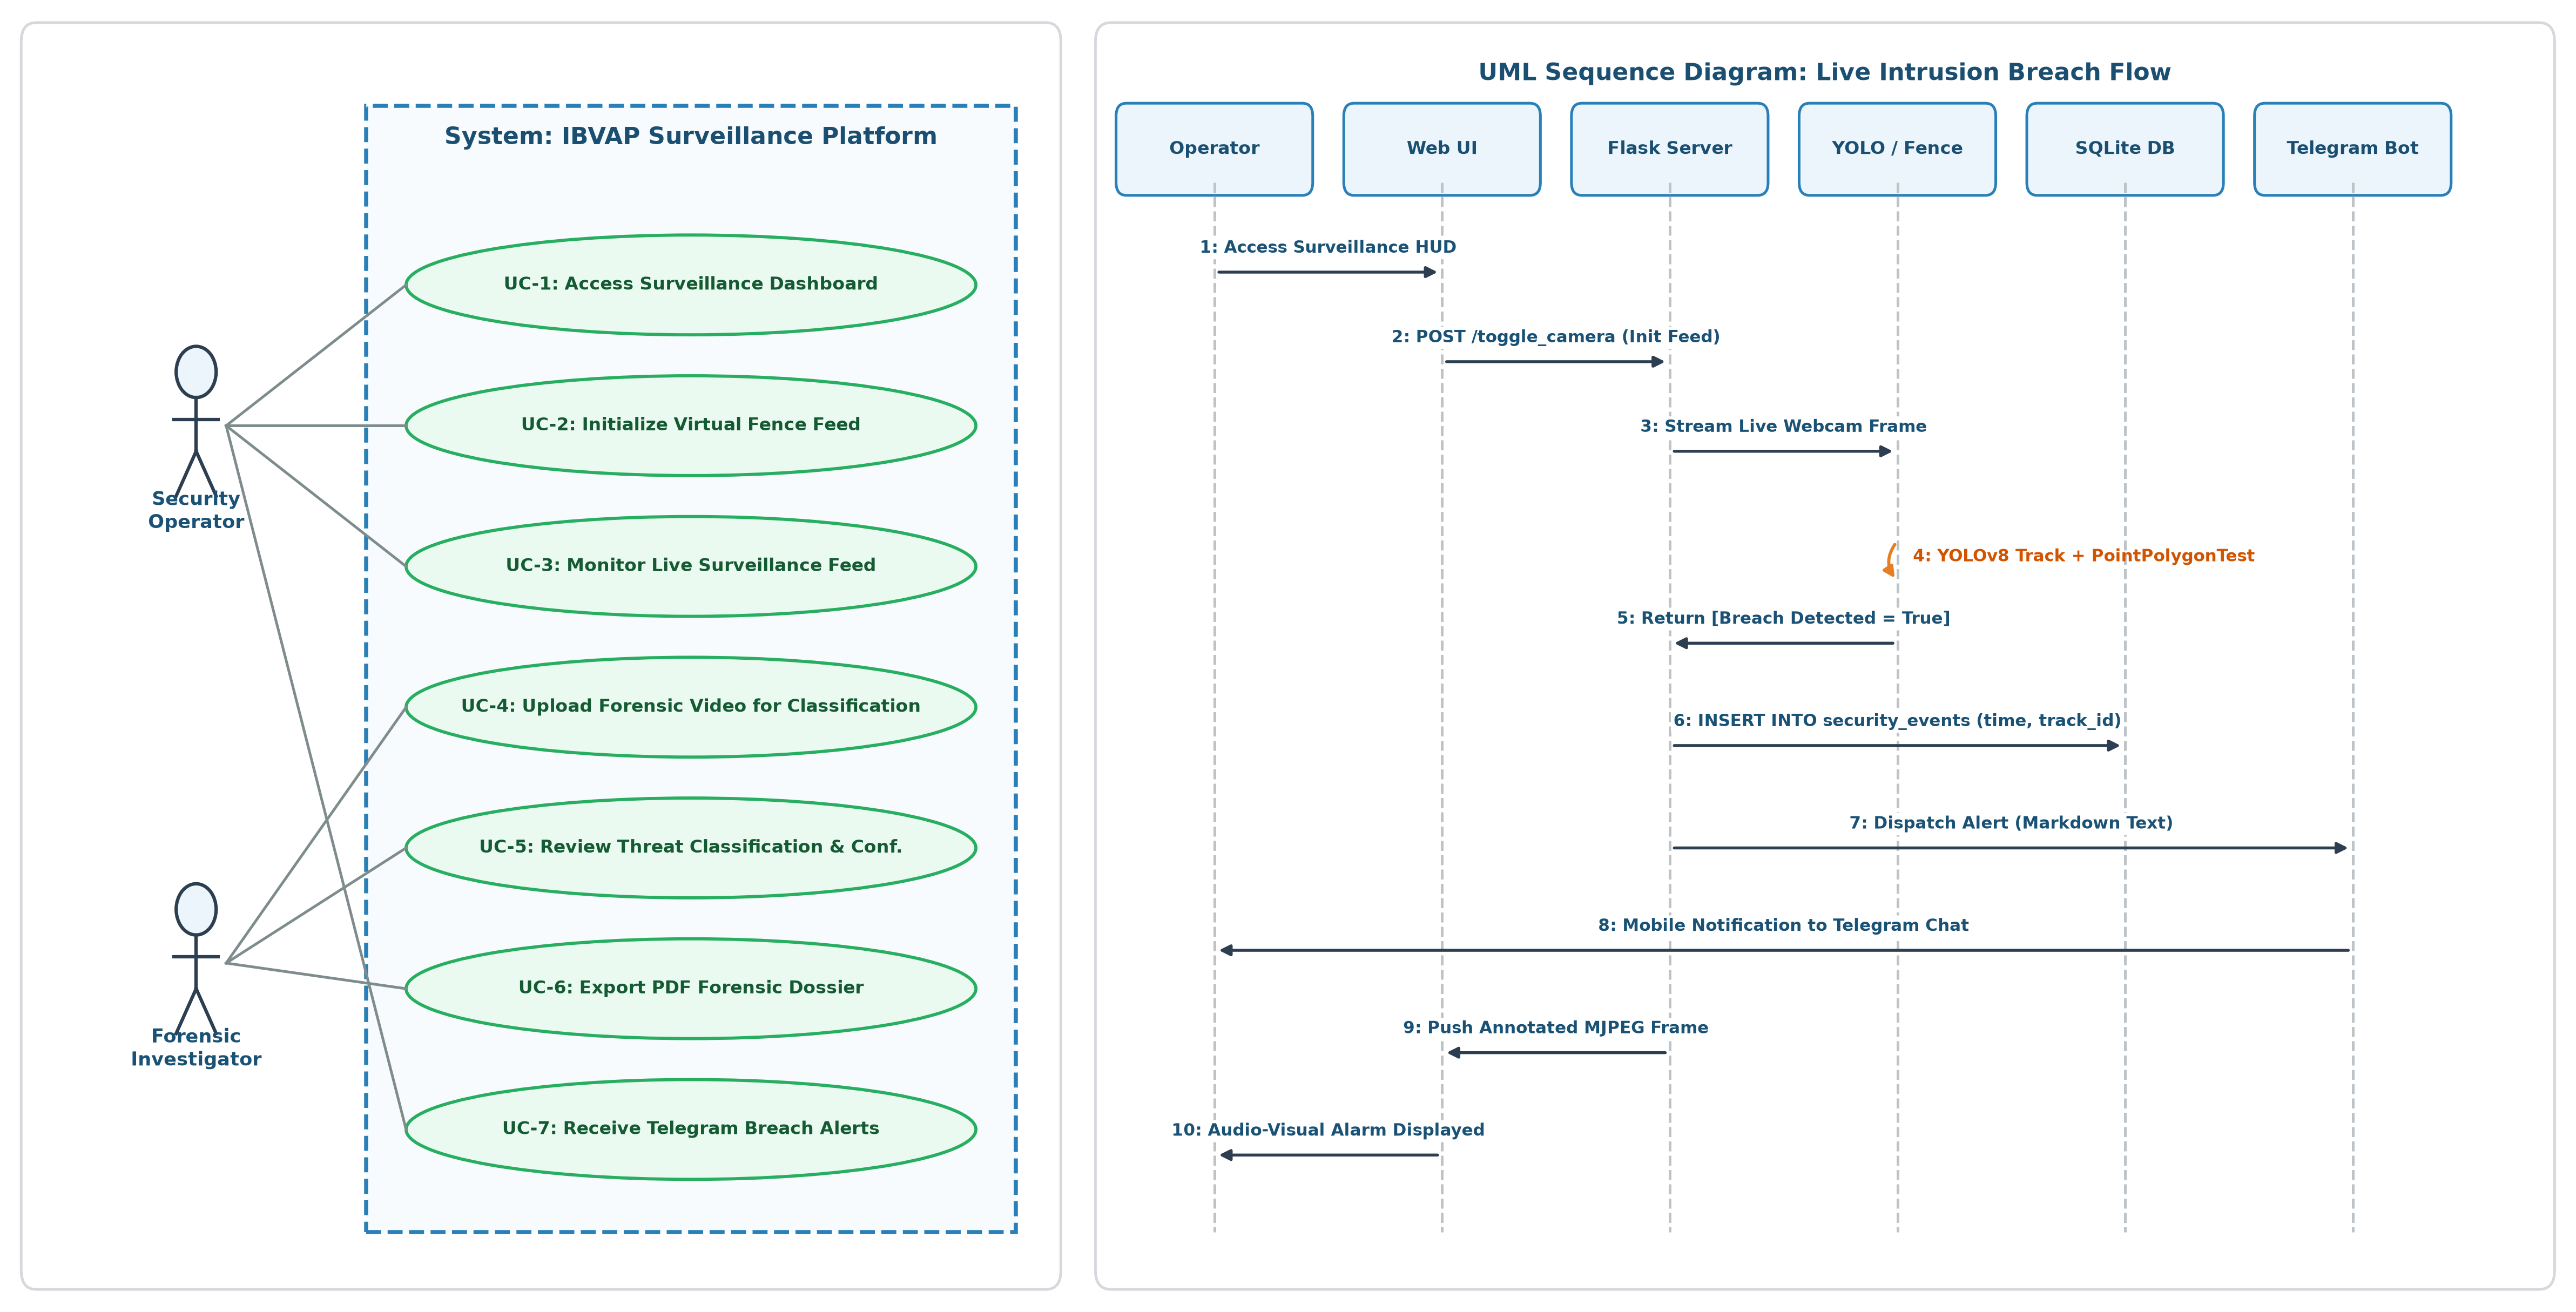 System: IBVAP Surveillance Platform
UC-1: Access Surveillance Dashboard
UC-2: Initialize Virtual Fence Feed
Security
Operator
UC-3: Monitor Live Surveillance Feed
UC-4: Upload Forensic Video for Classification
UC-5: Review Threat Classification & Conf.
UC-6: Export PDF Forensic Dossier
Forensic
Investigator
UC-7: Receive Telegram Breach Alerts
UML Sequence Diagram: Live Intrusion Breach Flow
Operator
Web UI
Flask Server
YOLO / Fence
SQLite DB
Telegram Bot
1: Access Surveillance HUD
2: POST /toggle_camera (Init Feed)
3: Stream Live Webcam Frame
4: YOLOv8 Track + PointPolygonTest
5: Return [Breach Detected = True]
6: INSERT INTO security_events (time, track_id)
7: Dispatch Alert (Markdown Text)
8: Mobile Notification to Telegram Chat
9: Push Annotated MJPEG Frame
10: Audio-Visual Alarm Displayed